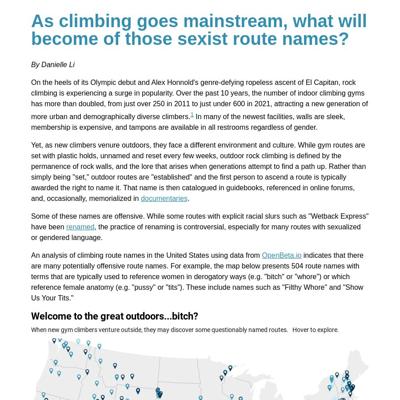 As climbing goes mainstream, what will
become of those sexist route names?
By Danielle Li
On the heels of its Olympic debut and Alex Honnold's genre-defying ropeless ascent of El Capitan, rock
climbing is experiencing a surge in popularity. Over the past 10 years, the number of indoor climbing gyms
has more than doubled, from just over 250 in 2011 to just under 600 in 2021, attracting a new generation of
more urban and demographically diverse climbers.1 In many of the newest facilities, walls are sleek,
membership is expensive, and tampons are available in all restrooms regardless of gender.
Yet, as new climbers venture outdoors, they face a different environment and culture. While gym routes are
set with plastic holds, unnamed and reset every few weeks, outdoor rock climbing is defined by the
permanence of rock walls, and the lore that arises when generations attempt to find a path up. Rather than
simply being "set," outdoor routes are "established" and the first person to ascend a route is typically
awarded the right to name it. That name is then catalogued in guidebooks, referenced in online forums,
and, occasionally, memorialized in documentaries.
Some of these names are offensive. While some routes with explicit racial slurs such as "Wetback Express"
have been renamed, the practice of renaming is controversial, especially for many routes with sexualized
or gendered language.
An analysis of climbing route names in the United States using data from OpenBeta.io indicates that there
are many potentially offensive route names. For example, the map below presents 504 route names with
terms that are typically used to reference women in derogatory ways (e.g. "bitch" or "whore") or which
reference female anatomy (e.g. "pussy" or "tits"). These include names such as "Filthy Whore" and "Show
Us Your Tits."
Welcome to the great outdoors...bitch?
When new gym climbers venture outside, they may discover some questionably named routes. Hover to explore.